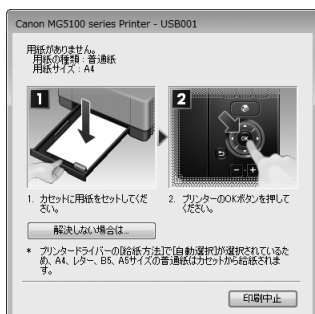 Canon MG5100 series Printer - USB001
用紙がありません。
用紙の種類：普通紙
用紙サイズ：A4
1
2
OK
1. カセットに用紙をセットしてくだ
さい。
2. プリンターのOKボタンを押して
ください。
解決しない場合は...
* プリンタードライバーの[給紙方法]で[自動選択]が選択されているた
め、A4、レター、B5、A5サイズの普通紙はカセットから給紙されま
す。
印刷中止